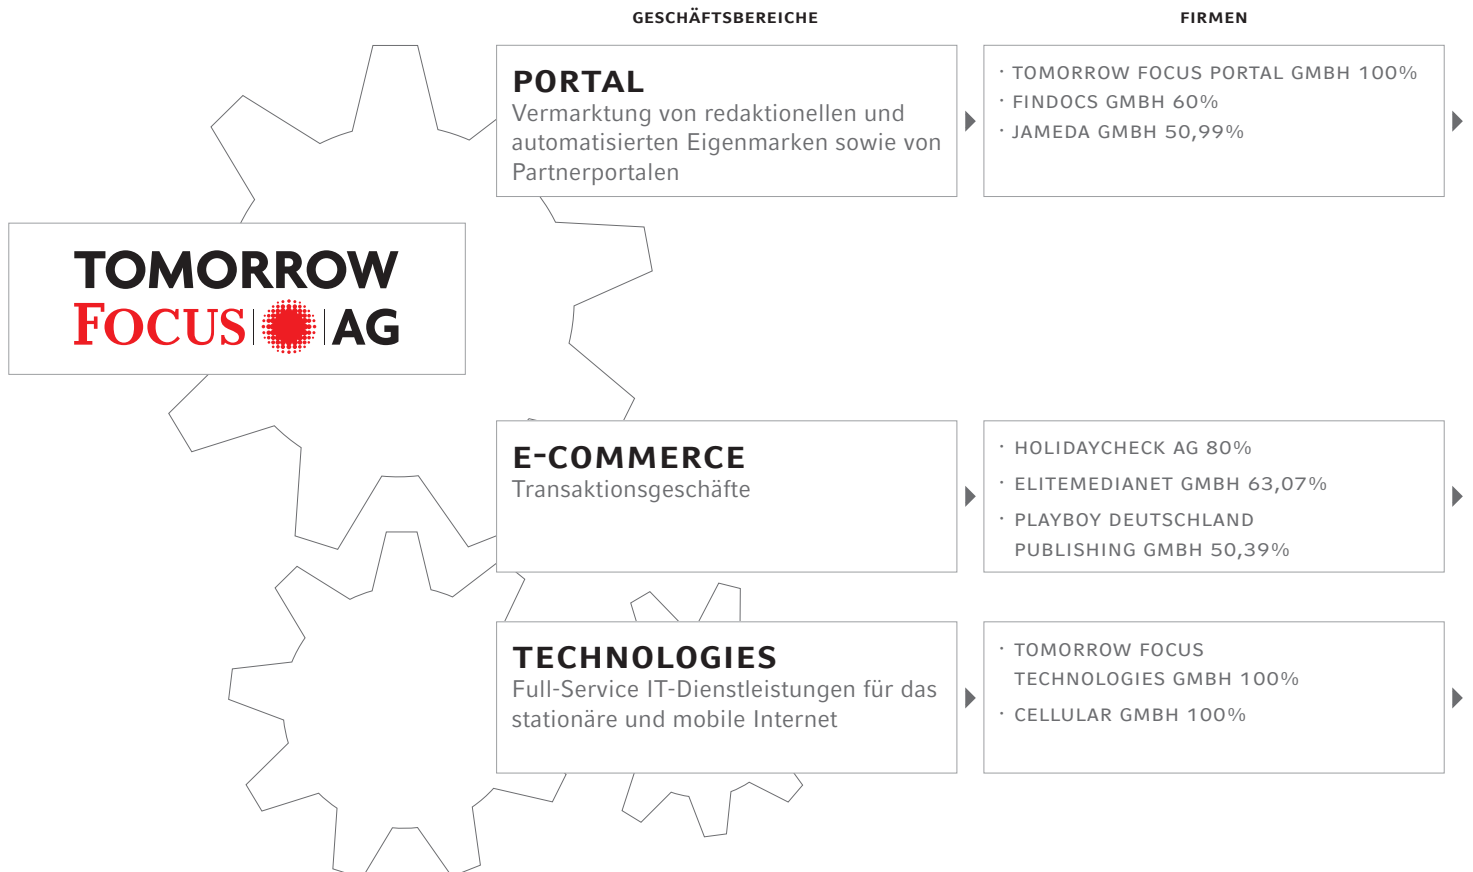 GESCHÄFTSBEREICHE
FIRMEN
TOMORROW
FOCUS AG
PORTAL
Vermarktung von redaktionellen und
automatisierten Eigenmarken sowie von
Partnerportalen
· TOMORROW FOCUS PORTAL GMBH 100%
· FINDOCS GMBH 60%
· JAMEDA GMBH 50,99%
E-COMMERCE
Transaktionsgeschäfte
· HOLIDAYCHECK AG 80%
· ELITEMEDIANET GMBH 63,07%
· PLAYBOY DEUTSCHLAND
PUBLISHING GMBH 50,39%
TECHNOLOGIES
Full-Service IT-Dienstleistungen für das
stationäre und mobile Internet
· TOMORROW FOCUS
TECHNOLOGIES GMBH 100%
· CELLULAR GMBH 100%